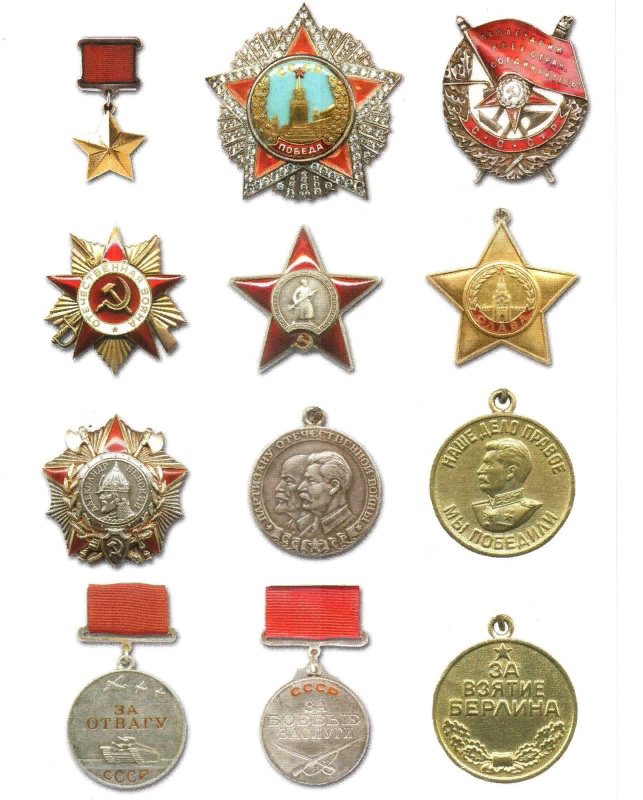 СССР
ПОБЕДА
ПРОЛЕТАРИИ
ВСЕХ СТРАН
СОЕДИНЯЙТЕСЬ
С·С·С·Р
ОТЕЧЕСТВЕННАЯ ВОЙНА
СЛАВА
АЛЕКСАНДР НЕВСКИЙ
ПАРТИЗАНУ ОТЕЧЕСТВЕННОЙ ВОЙНЫ
СССР
НАШЕ ДЕЛО ПРАВОЕ
МЫ ПОБЕДИЛИ
ЗА
ОТВАГУ
СССР
СССР
ЗА
БОЕВЫЕ
ЗАСЛУГИ
ЗА
ВЗЯТИЕ
БЕРЛИНА